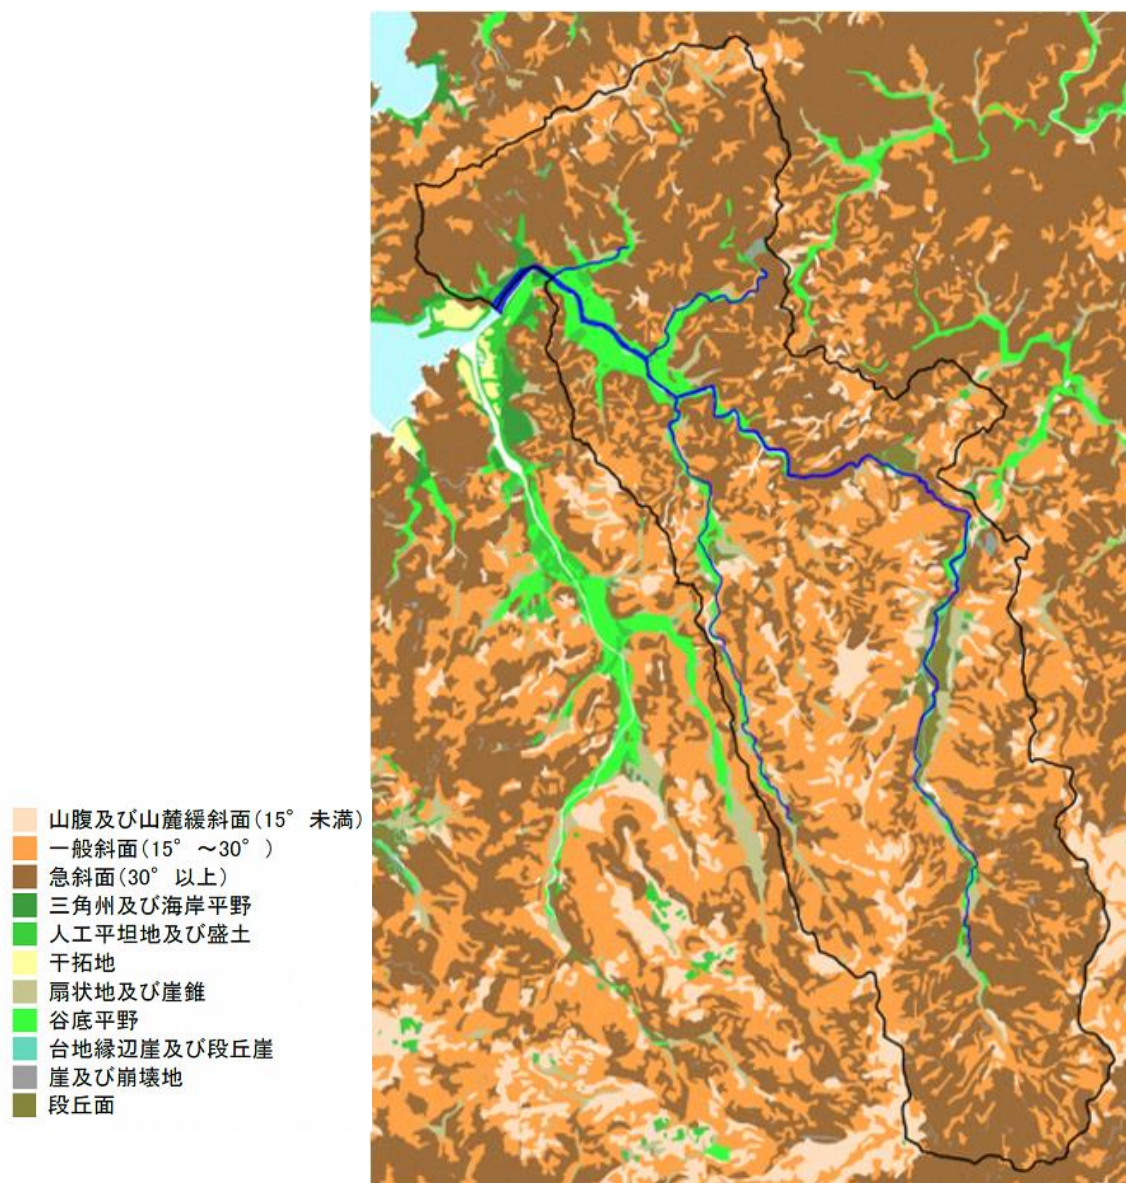 山腹及び山麓緩斜面(15° 未満)
一般斜面(15° ～30° )
急斜面(30° 以上)
三角州及び海岸平野
人工平坦地及び盛土
干拓地
扇状地及び崖錐
谷底平野
台地縁辺崖及び段丘崖
崖及び崩壊地
段丘面